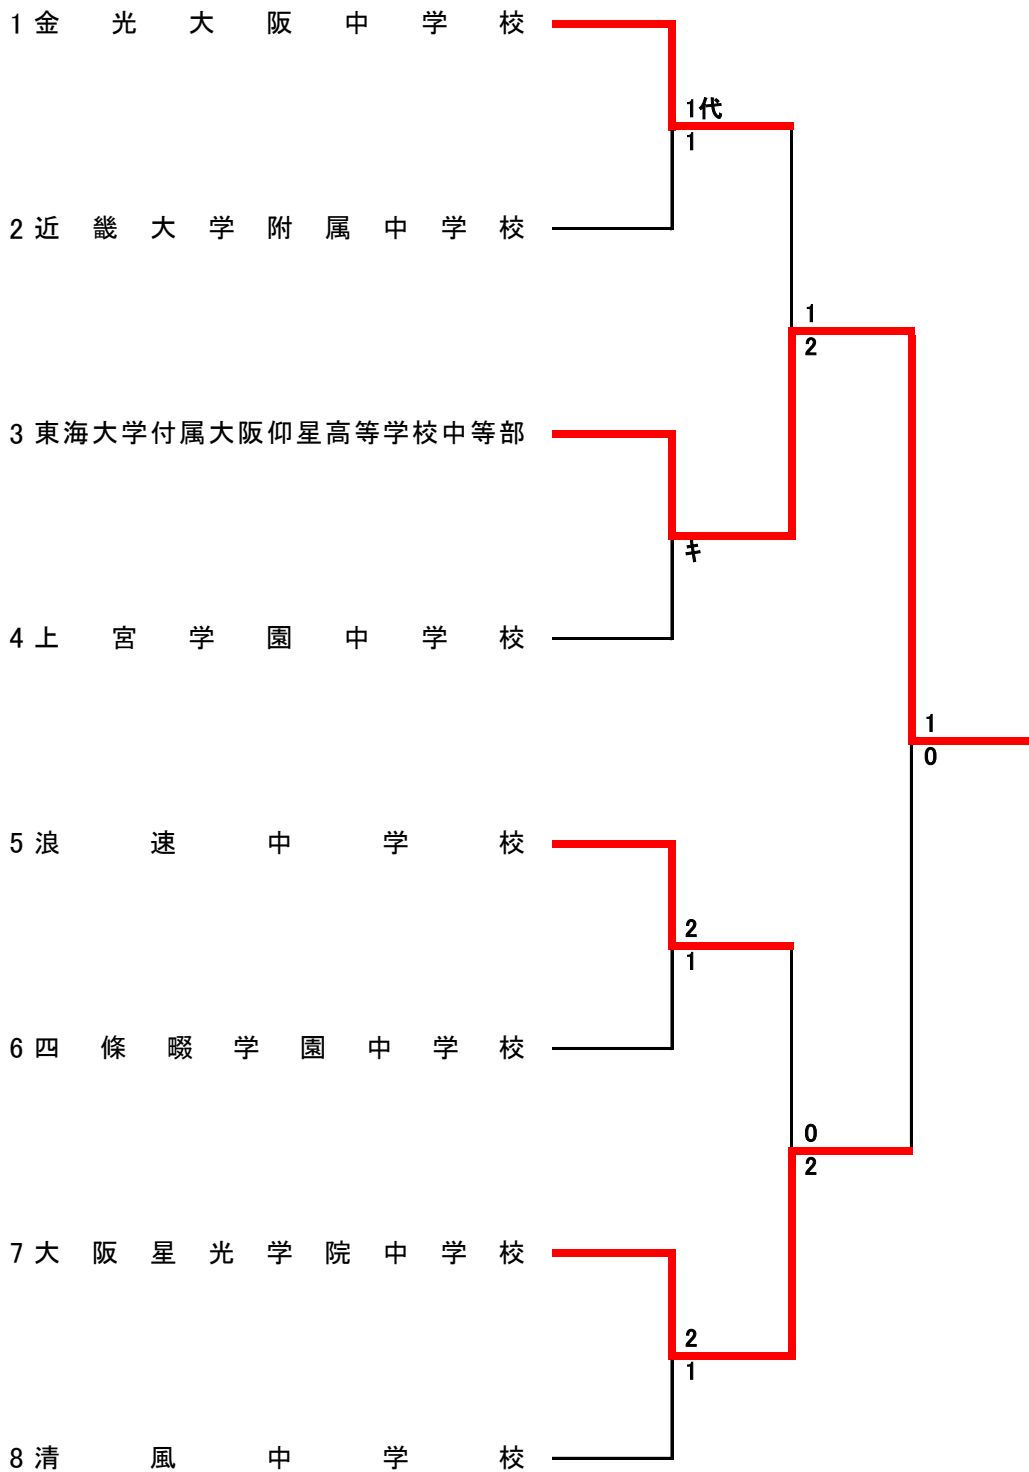 1 金光大阪中学校
1代
1
2 近畿大学附属中学校
1
2
3 東海大学付属大阪仰星高等学校中等部
キ
4 上宮学園中学校
1
0
5 浪速中学校
2
1
6 四條畷学園中学校
0
2
7 大阪星光学院中学校
2
1
8 清風中学校